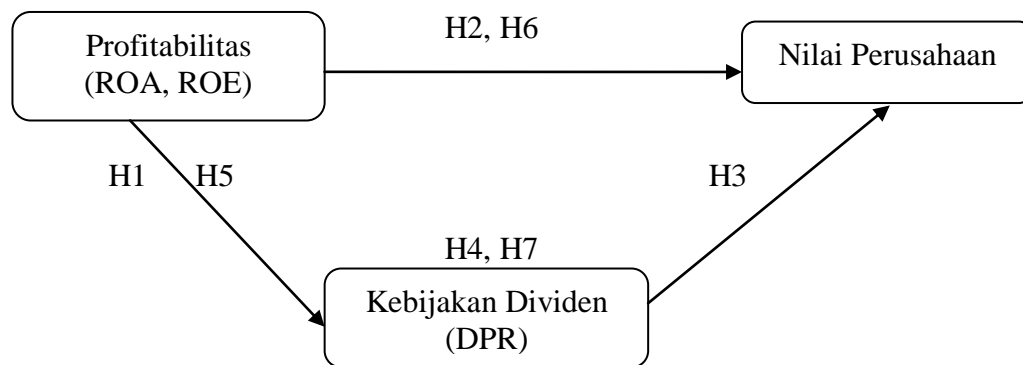 H2, H6
Profitabilitas
(ROA, ROE)
Nilai Perusahaan
H1
H5
H3
H4, H7
Kebijakan Dividen
(DPR)